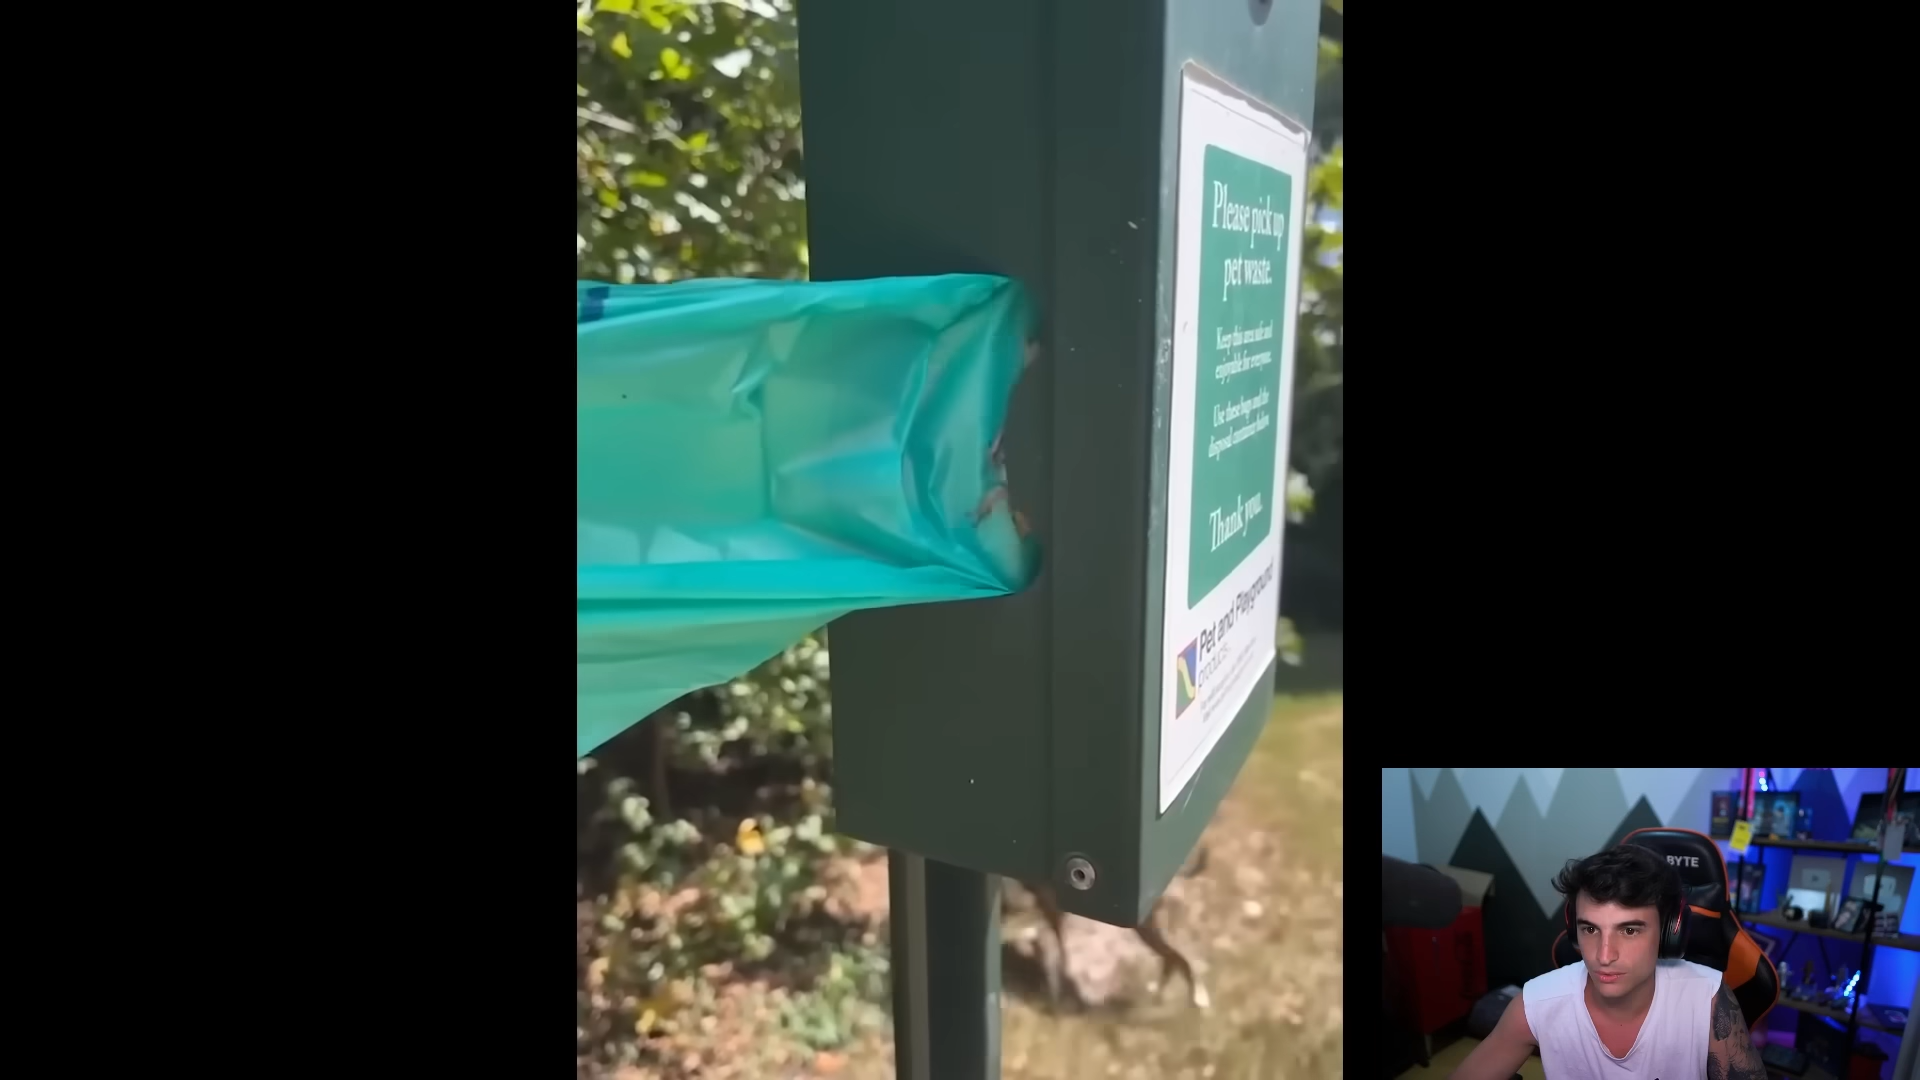 Please pick up
pet waste.
Keep this area safe and
enjoyable for everyone.
Use these bags and the
disposal container below.
Thank you.
Pet and Playground
products
BYTE